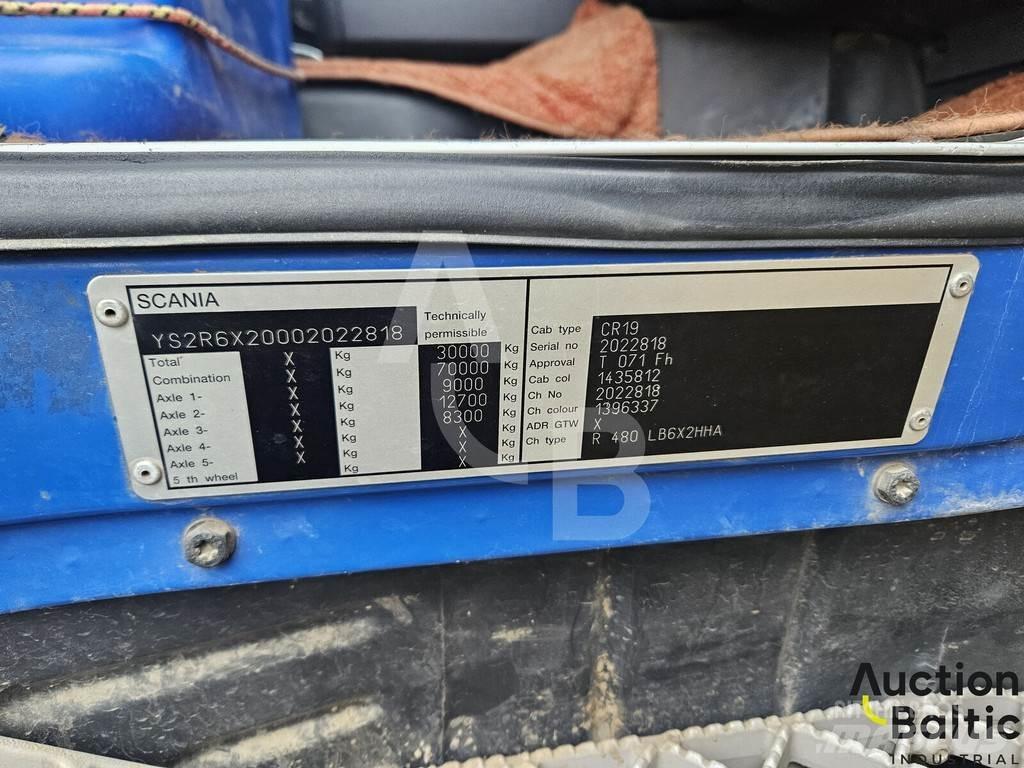 SCANIA
YS2R6X20002022818
Technically
permissible
Total X Kg 30000 Kg
Combination X Kg 70000 Kg
Axle 1- X Kg 9000 Kg
Axle 2- X Kg 12700 Kg
Axle 3- X Kg 8300 Kg
Axle 4- X Kg X Kg
Axle 5- X Kg X Kg
5 th wheel Kg X Kg
Cab type CR19
Serial no 2022818
Approval T 071 Fh
Cab col 1435812
Ch No 2022818
Ch colour 1396337
ADR GTW X
Ch type R 480 LB6X2HHA
ACB
Auction
Baltic
INDUSTRIAL